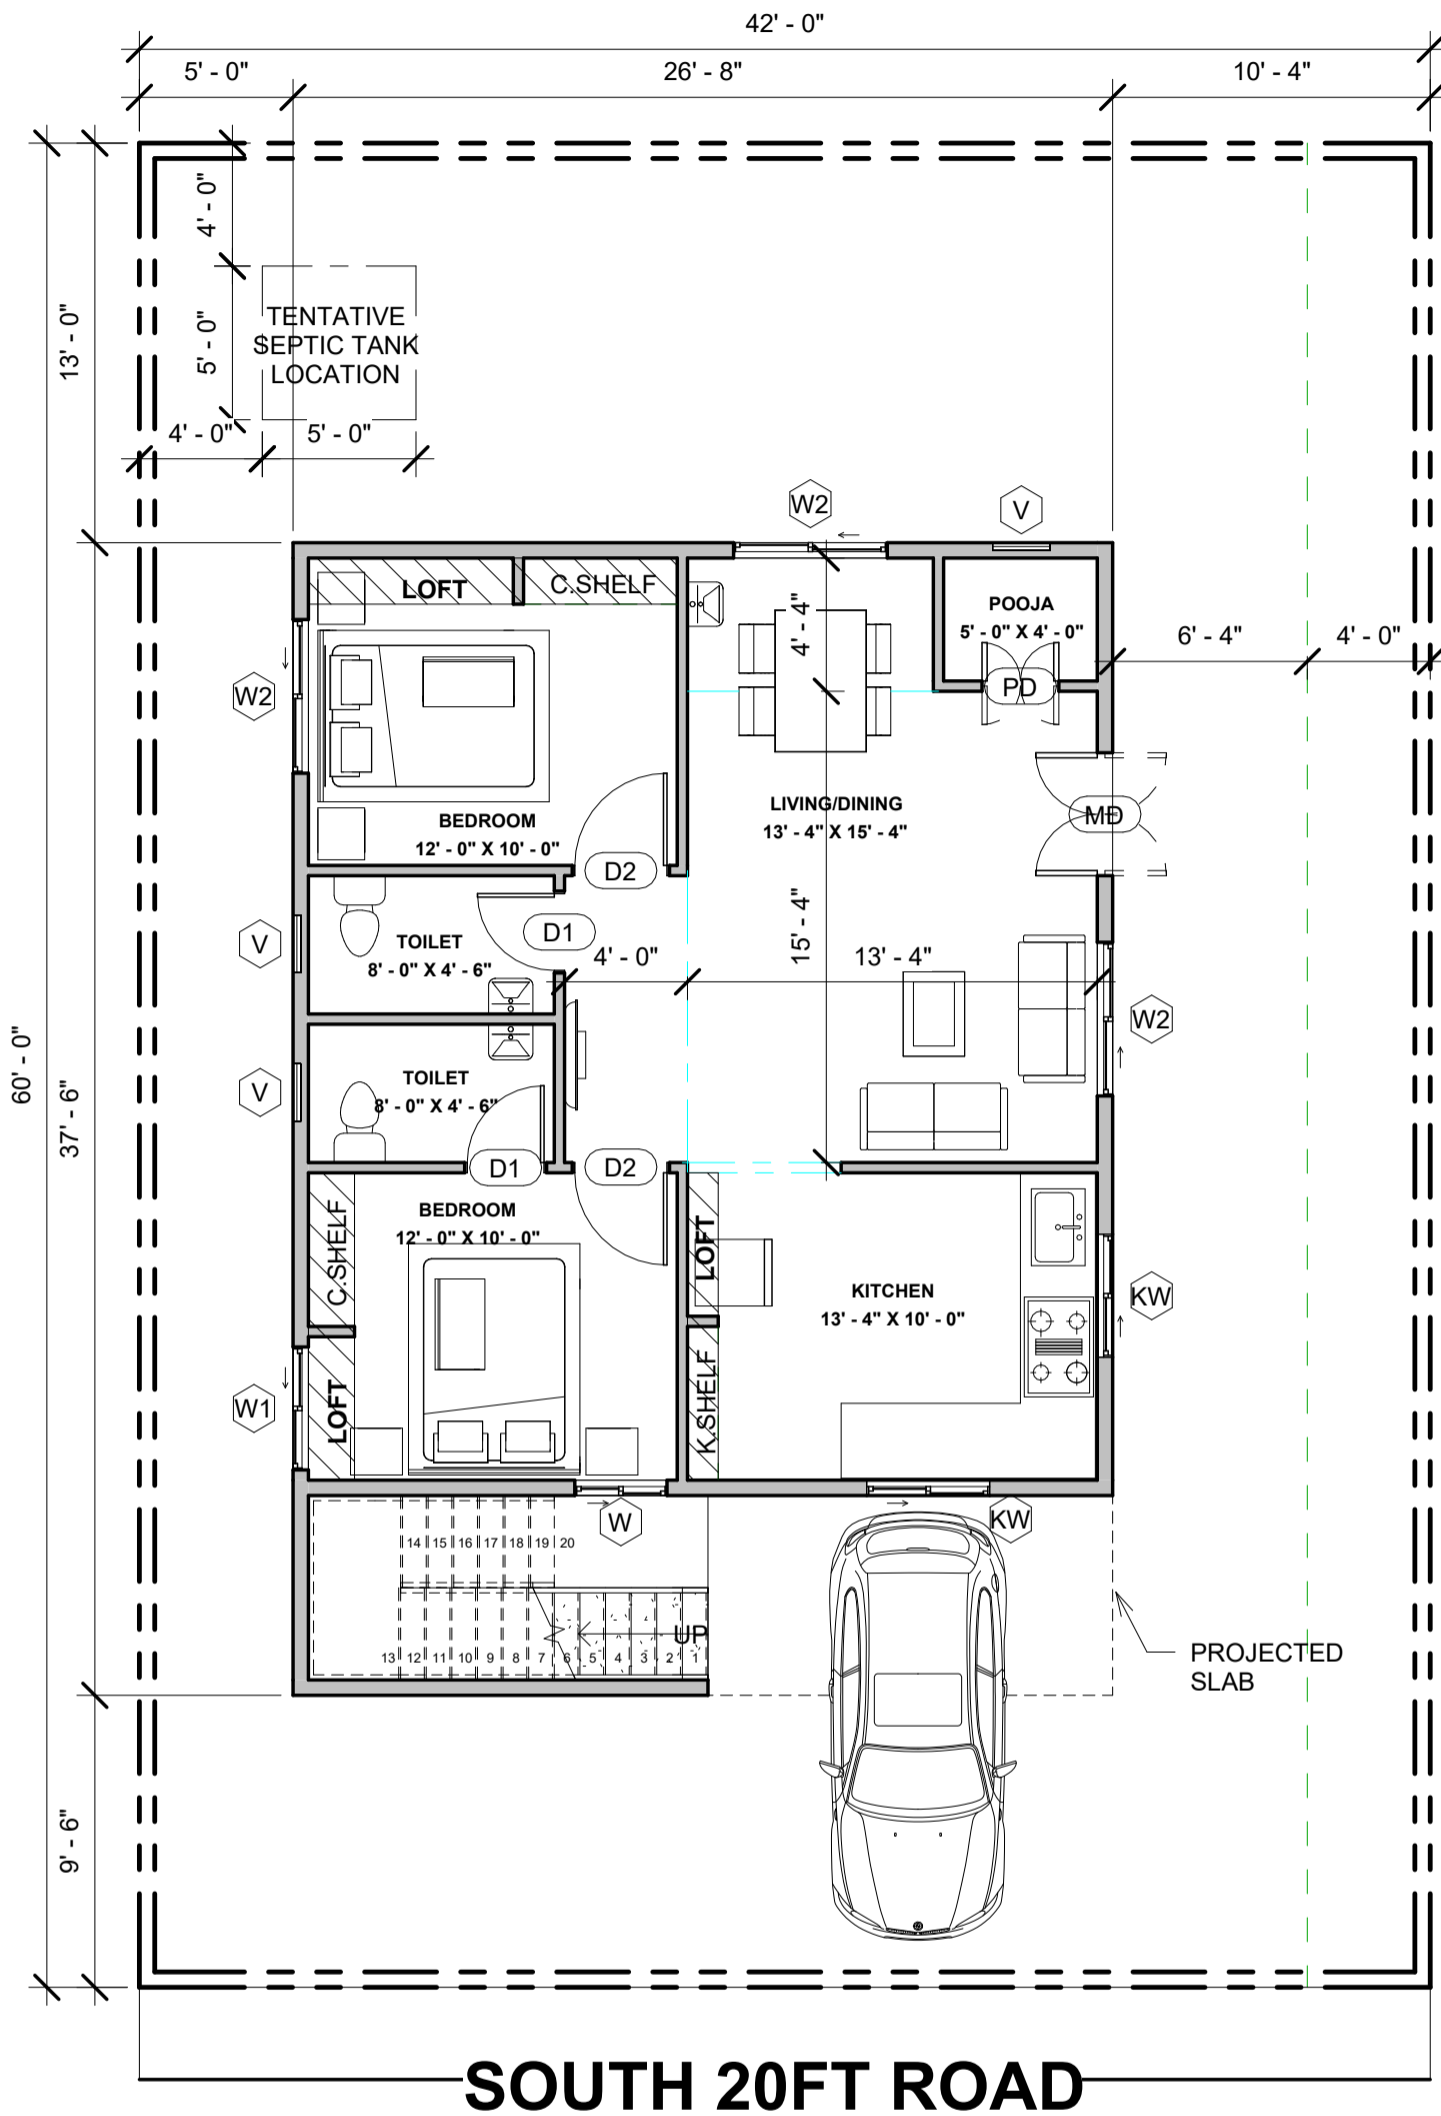 42' - 0"
5' - 0"
26' - 8"
10' - 4"
4' - 0"
13' - 0"
5' - 0"
TENTATIVE
SEPTIC TANK
LOCATION
4' - 0"
5' - 0"
W2
V
LOFT
C.SHELF
POOJA
5' - 0" X 4' - 0"
4' - 4"
6' - 4"
4' - 0"
PD
W2
LIVING/DINING
13' - 4" X 15' - 4"
MD
BEDROOM
12' - 0" X 10' - 0"
D2
V
TOILET
8' - 0" X 4' - 6"
D1
4' - 0"
15' - 4"
13' - 4"
W2
60' - 0"
37' - 6"
V
TOILET
8' - 0" X 4' - 6"
D1
D2
BEDROOM
12' - 0" X 10' - 0"
C.SHELF
LOFT
KITCHEN
13' - 4" X 10' - 0"
KW
W1
LOFT
K.SHELF
W
KW
14 15 16 17 18 19 20
UP
13 12 11 10 9 8 7 6 5 4 3 2 1
PROJECTED
SLAB
9' - 6"
SOUTH 20FT ROAD